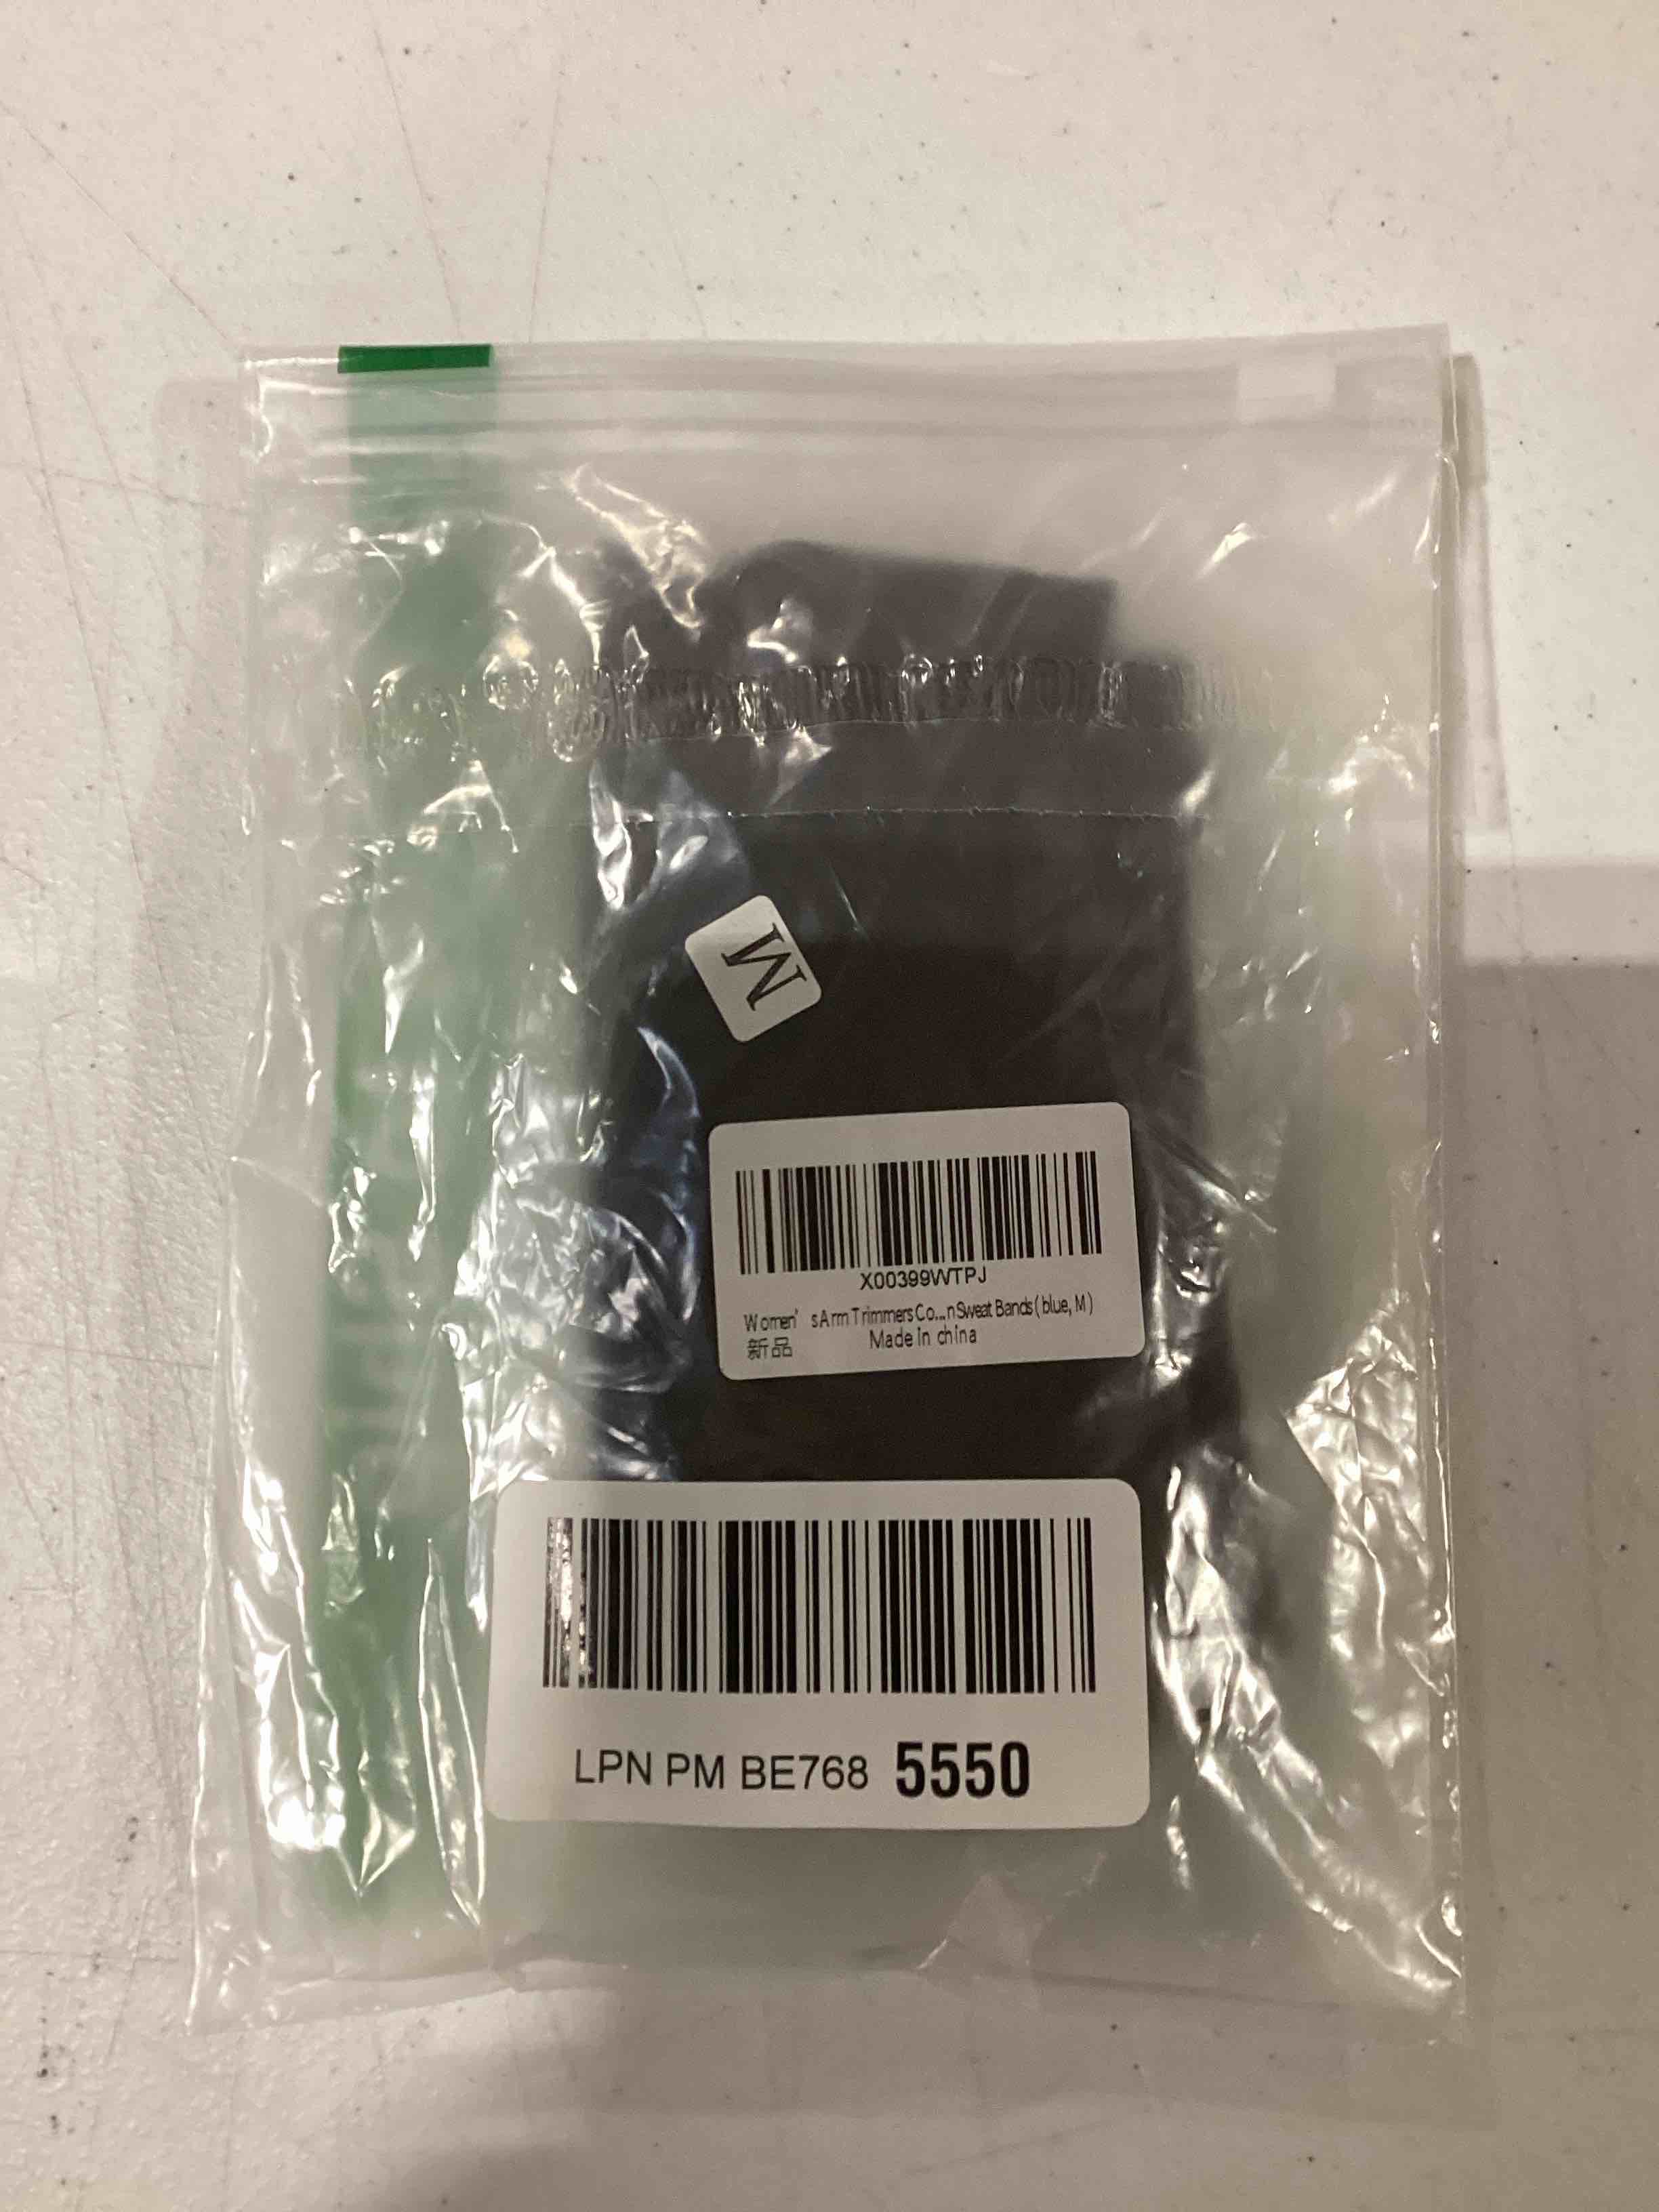 M
X00399WTPJ
Women's Arm Trimmers Co...n Sweat Bands ( blue, M )
新品 Made in china
LPN PM BE768 5550